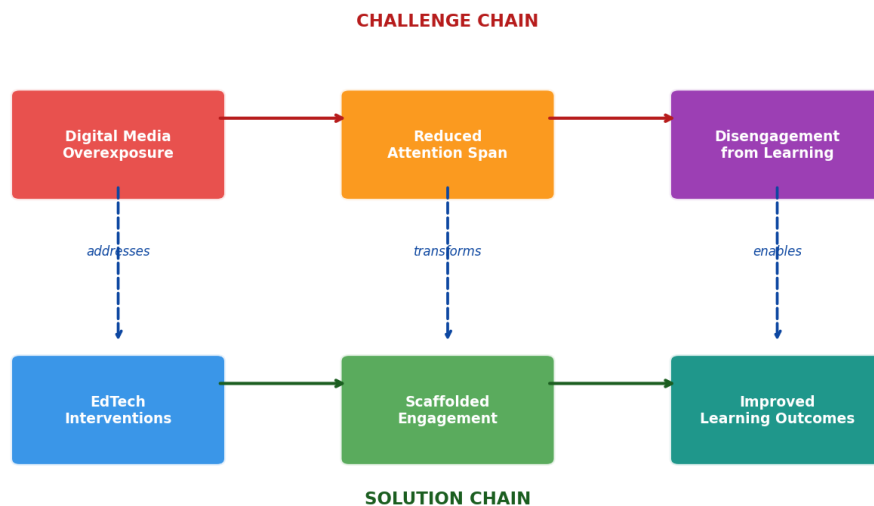 CHALLENGE CHAIN
Digital Media
Overexposure
Reduced
Attention Span
Disengagement
from Learning
addresses
transforms
enables
EdTech
Interventions
Scaffolded
Engagement
Improved
Learning Outcomes
SOLUTION CHAIN